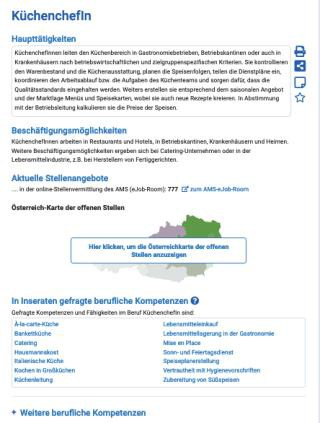 KüchenchefIn
Haupttätigkeiten
KüchenchefInnen leiten den Küchenbereich in Gastronomiebetrieben, Betriebskantinen oder auch in
Krankenhäusern nach betriebswirtschaftlichen und zielgruppenspezifischen Kriterien. Sie kontrollieren
den Warenbestand und die Küchenausstattung, planen die Speisenfolgen, teilen die Dienstpläne ein,
koordinieren den Arbeitsablauf bzw. die Aufgaben des Küchenteams und sorgen dafür, dass die
Qualitätsstandards eingehalten werden. Weiters erstellen sie entsprechend dem saisonalen Angebot
und der Marktlage Menüs und Speisekarten, wobei sie auch neue Rezepte kreieren. In Abstimmung
mit der Betriebsleitung kalkulieren sie die Preise der Speisen.
Beschäftigungsmöglichkeiten
KüchenchefInnen arbeiten in Restaurants und Hotels, in Betriebskantinen, Krankenhäusern und Heimen.
Weitere Beschäftigungsmöglichkeiten ergeben sich bei Catering-Unternehmen oder in der
Lebensmittelindustrie, z.B. bei Herstellern von Fertiggerichten.
Aktuelle Stellenangebote
.... in der online-Stellenvermittlung des AMS (eJob-Room): 777 zum AMS-eJob-Room
Österreich-Karte der offenen Stellen
Hier klicken, um die Österreichkarte der offenen
Stellen anzuzeigen
In Inseraten gefragte berufliche Kompetenzen ?
Gefragte Kompetenzen und Fähigkeiten im Beruf KüchenchefIn sind:
À-la-carte-Küche
Bankettküche
Catering
Hausmannskost
Italienische Küche
Kochen in Großküchen
Küchenleitung
Lebensmitteleinkauf
Lebensmittellagerung in der Gastronomie
Mise en Place
Sonn- und Feiertagsdienst
Speiseplanerstellung
Vertrautheit mit Hygienevorschriften
Zubereitung von Süßspeisen
+ Weitere berufliche Kompetenzen